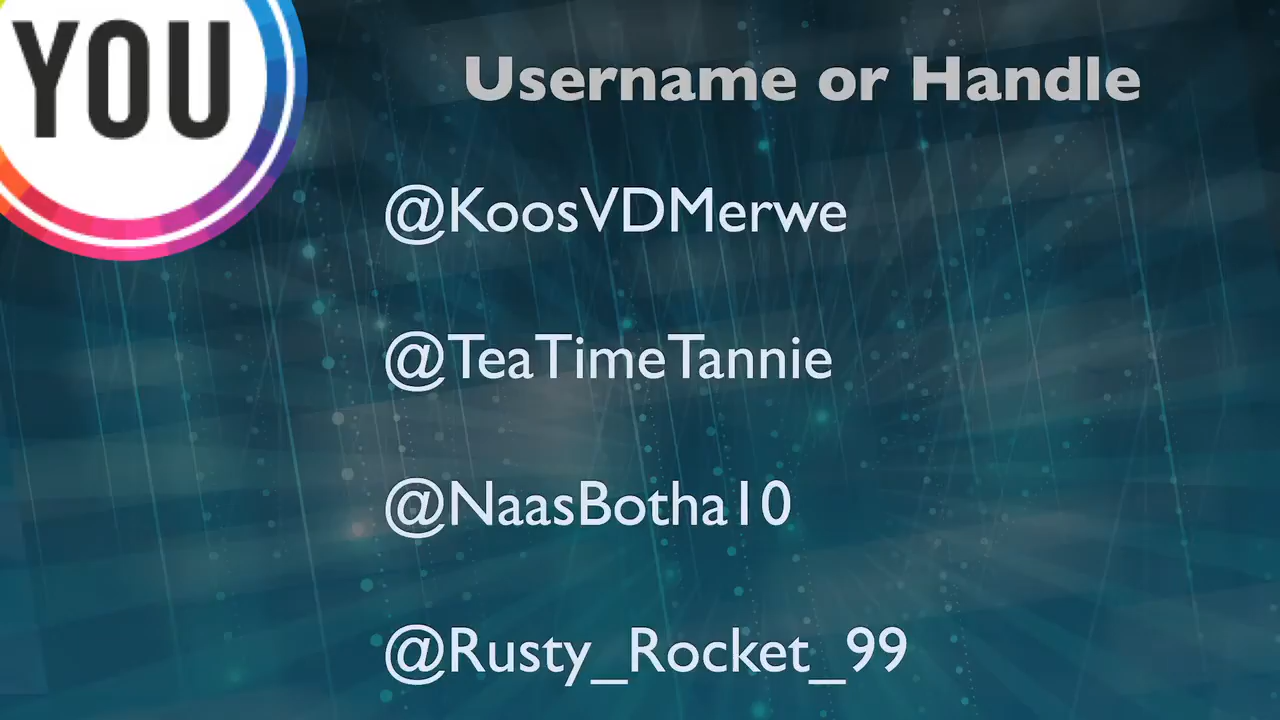 YOU
Username or Handle
@KoosVDMerwe
@TeaTimeTannie
@NaasBotha10
@Rusty_Rocket_99